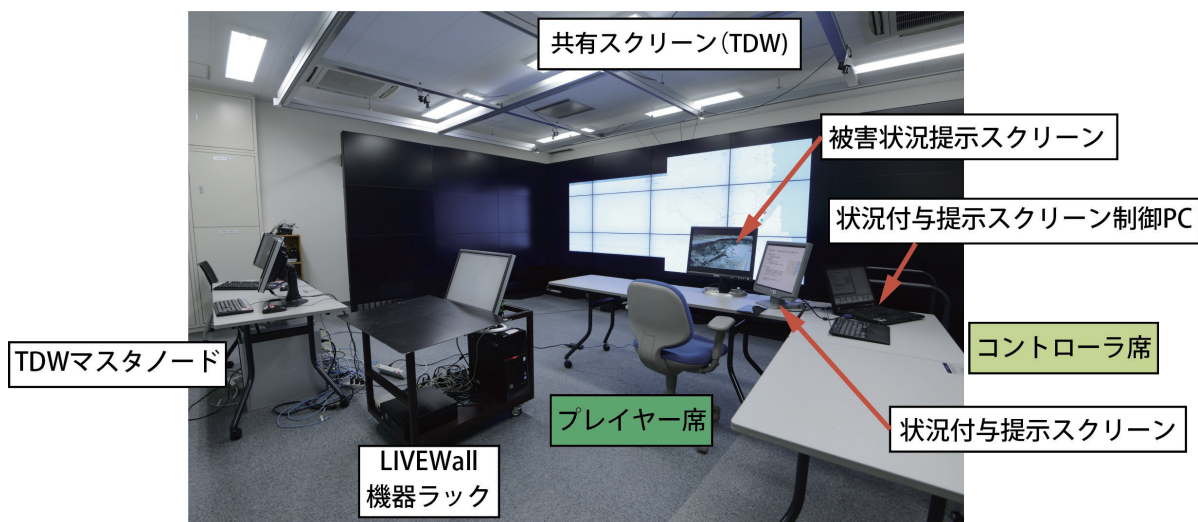 共有スクリーン(TDW)
被害状況提示スクリーン
状況付与提示スクリーン制御PC
TDWマスタノード
コントローラ席
プレイヤー席
状況付与提示スクリーン
LIVEWall
機器ラック